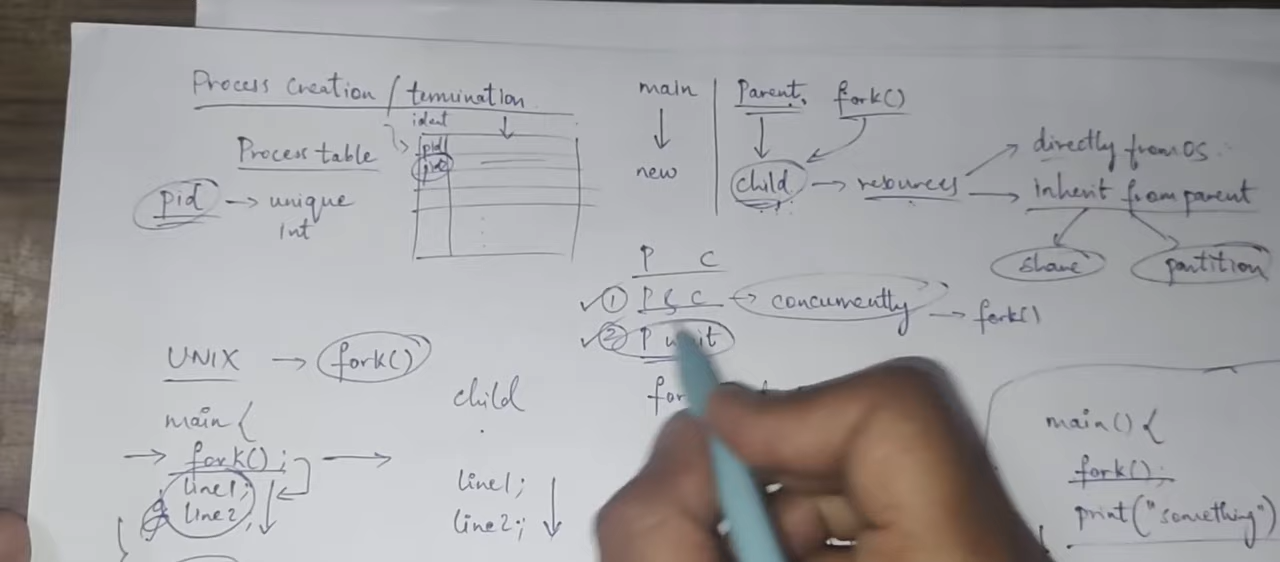 Process Creation / termination
ident
Process table
pid1
pid2
pid → unique
int
main
↓
new
Parent, fork()
child → resources
directly from OS.
inherit from parent
share partition
P C
✓ ① P & C → concurrently → fork()
✓ ② P wait
UNIX → fork()
main {
→ fork(); →
line1;
line2;
child
line1;
line2;
main() {
fork();
print("something")